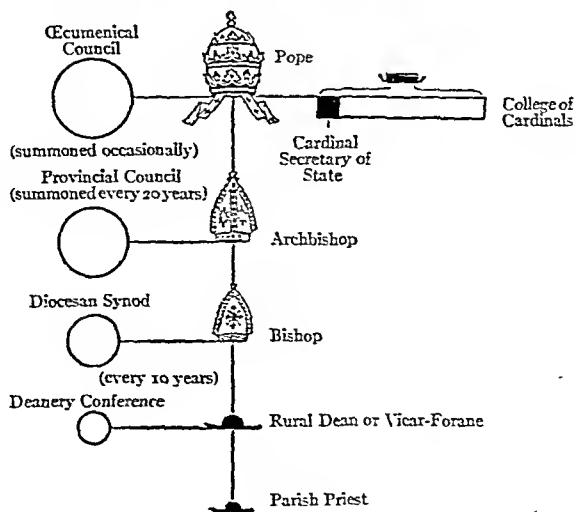 Œcumenical
Council
Pope
College of
Cardinals
(summoned occasionally)
Cardinal
Secretary of
State
Provincial Council
(summoned every 20 years)
Archbishop
Diocesan Synod
Bishop
(every 10 years)
Deanery Conference
Rural Dean or Vicar-Forane
Parish Priest